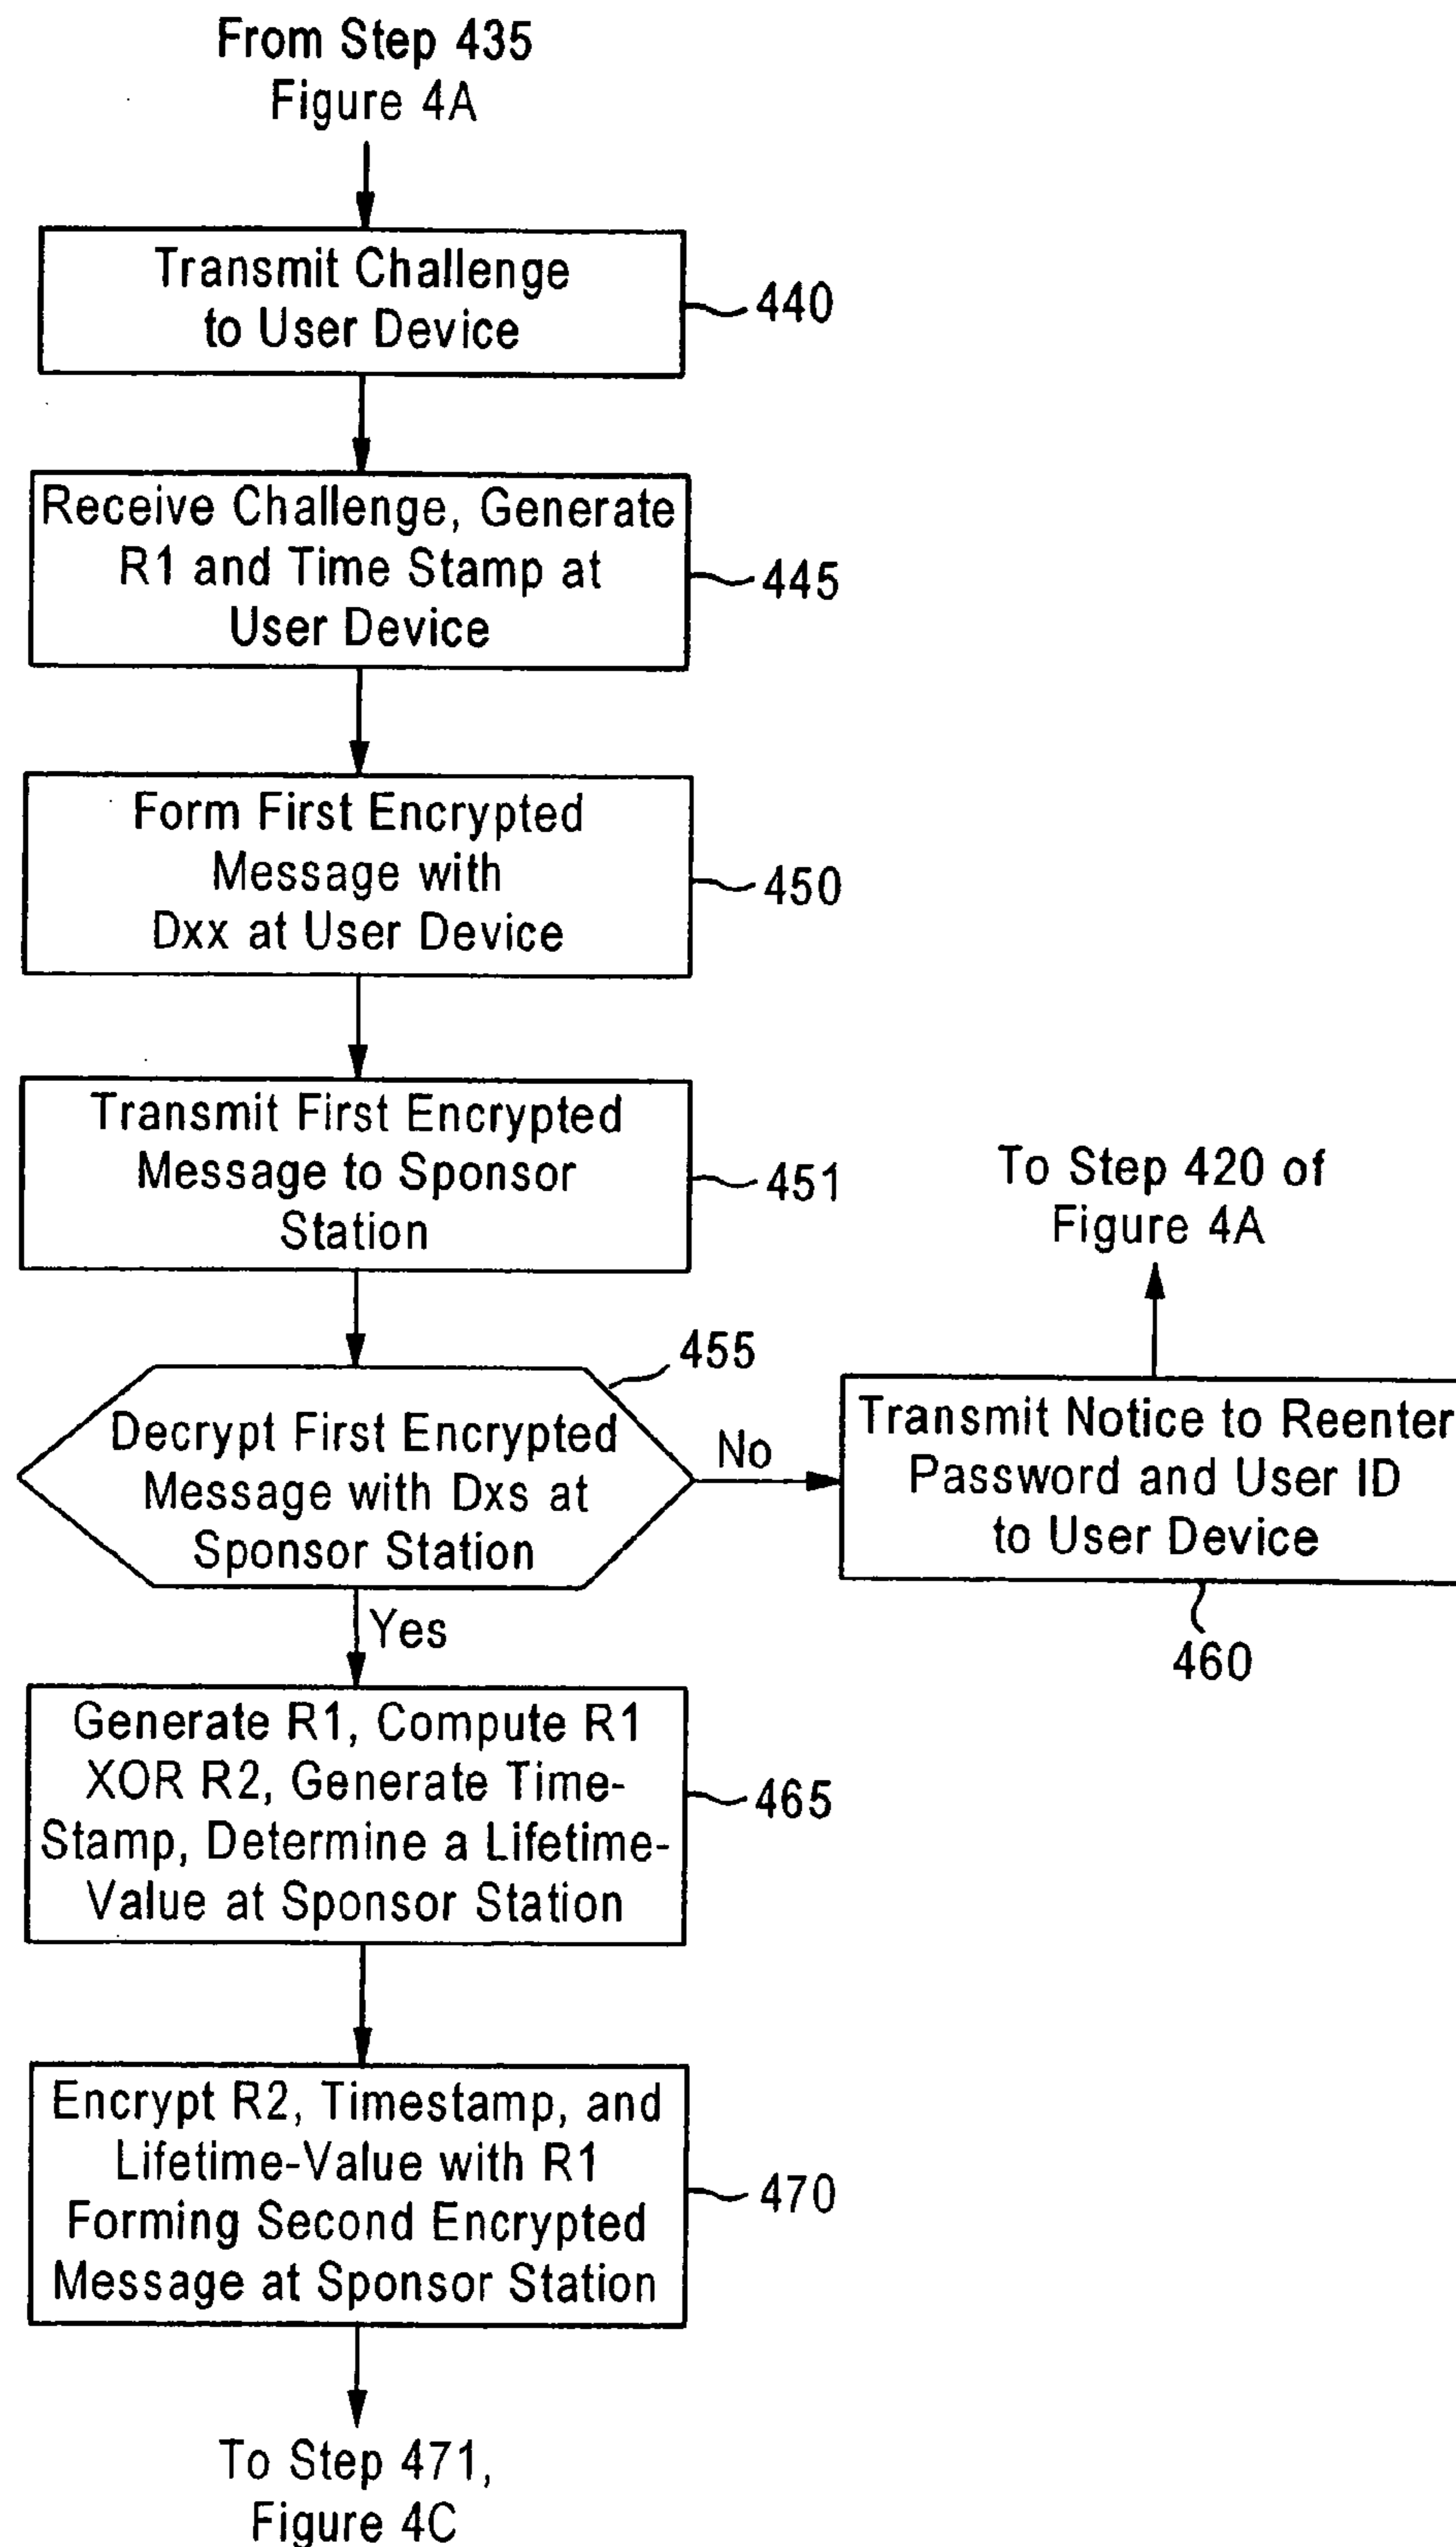 From Step 435
Figure 4A
Transmit Challenge
to User Device
440
Receive Challenge, Generate
R1 and Time Stamp at
User Device
445
Form First Encrypted
Message with
Dxx at User Device
450
Transmit First Encrypted
Message to Sponsor
Station
451
To Step 420 of
Figure 4A
455
Decrypt First Encrypted
Message with Dxs at
Sponsor Station
No
Transmit Notice to Reenter
Password and User ID
to User Device
460
Yes
Generate R1, Compute R1
XOR R2, Generate Time-
Stamp, Determine a Lifetime-
Value at Sponsor Station
465
Encrypt R2, Timestamp, and
Lifetime-Value with R1
Forming Second Encrypted
Message at Sponsor Station
470
To Step 471,
Figure 4C